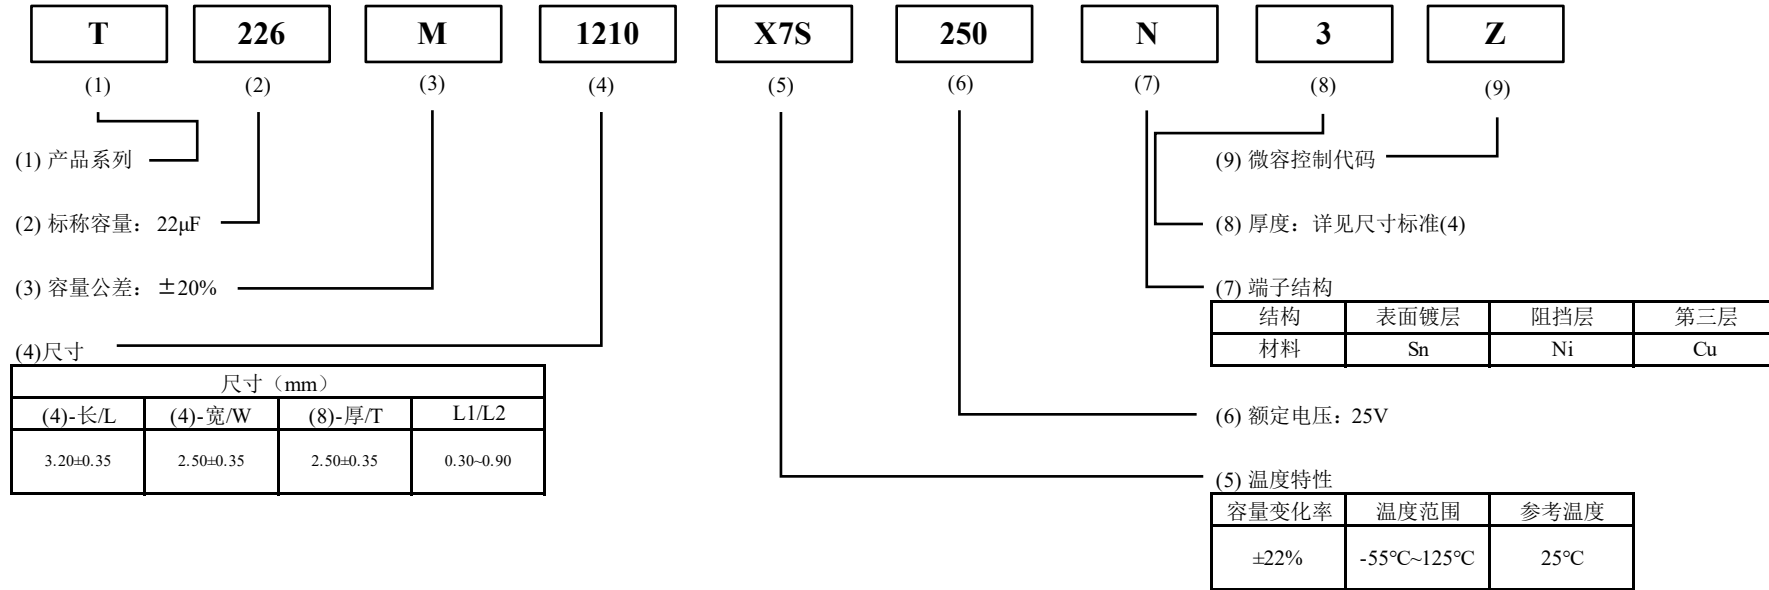 T 226 M 1210 X7S 250 N 3 Z
(1) (2) (3) (4) (5) (6) (7) (8) (9)
(1) 产品系列
(9) 微容控制代码
(2) 标称容量：22μF
(8) 厚度：详见尺寸标准(4)
(3) 容量公差：±20%
(7) 端子结构
结构 表面镀层 阻挡层 第三层
材料 Sn Ni Cu
(4)尺寸
尺寸（mm）
(4)-长/L (4)-宽/W (8)-厚/T L1/L2
3.20±0.35 2.50±0.35 2.50±0.35 0.30~0.90
(6) 额定电压：25V
(5) 温度特性
容量变化率 温度范围 参考温度
±22% -55℃~125℃ 25℃